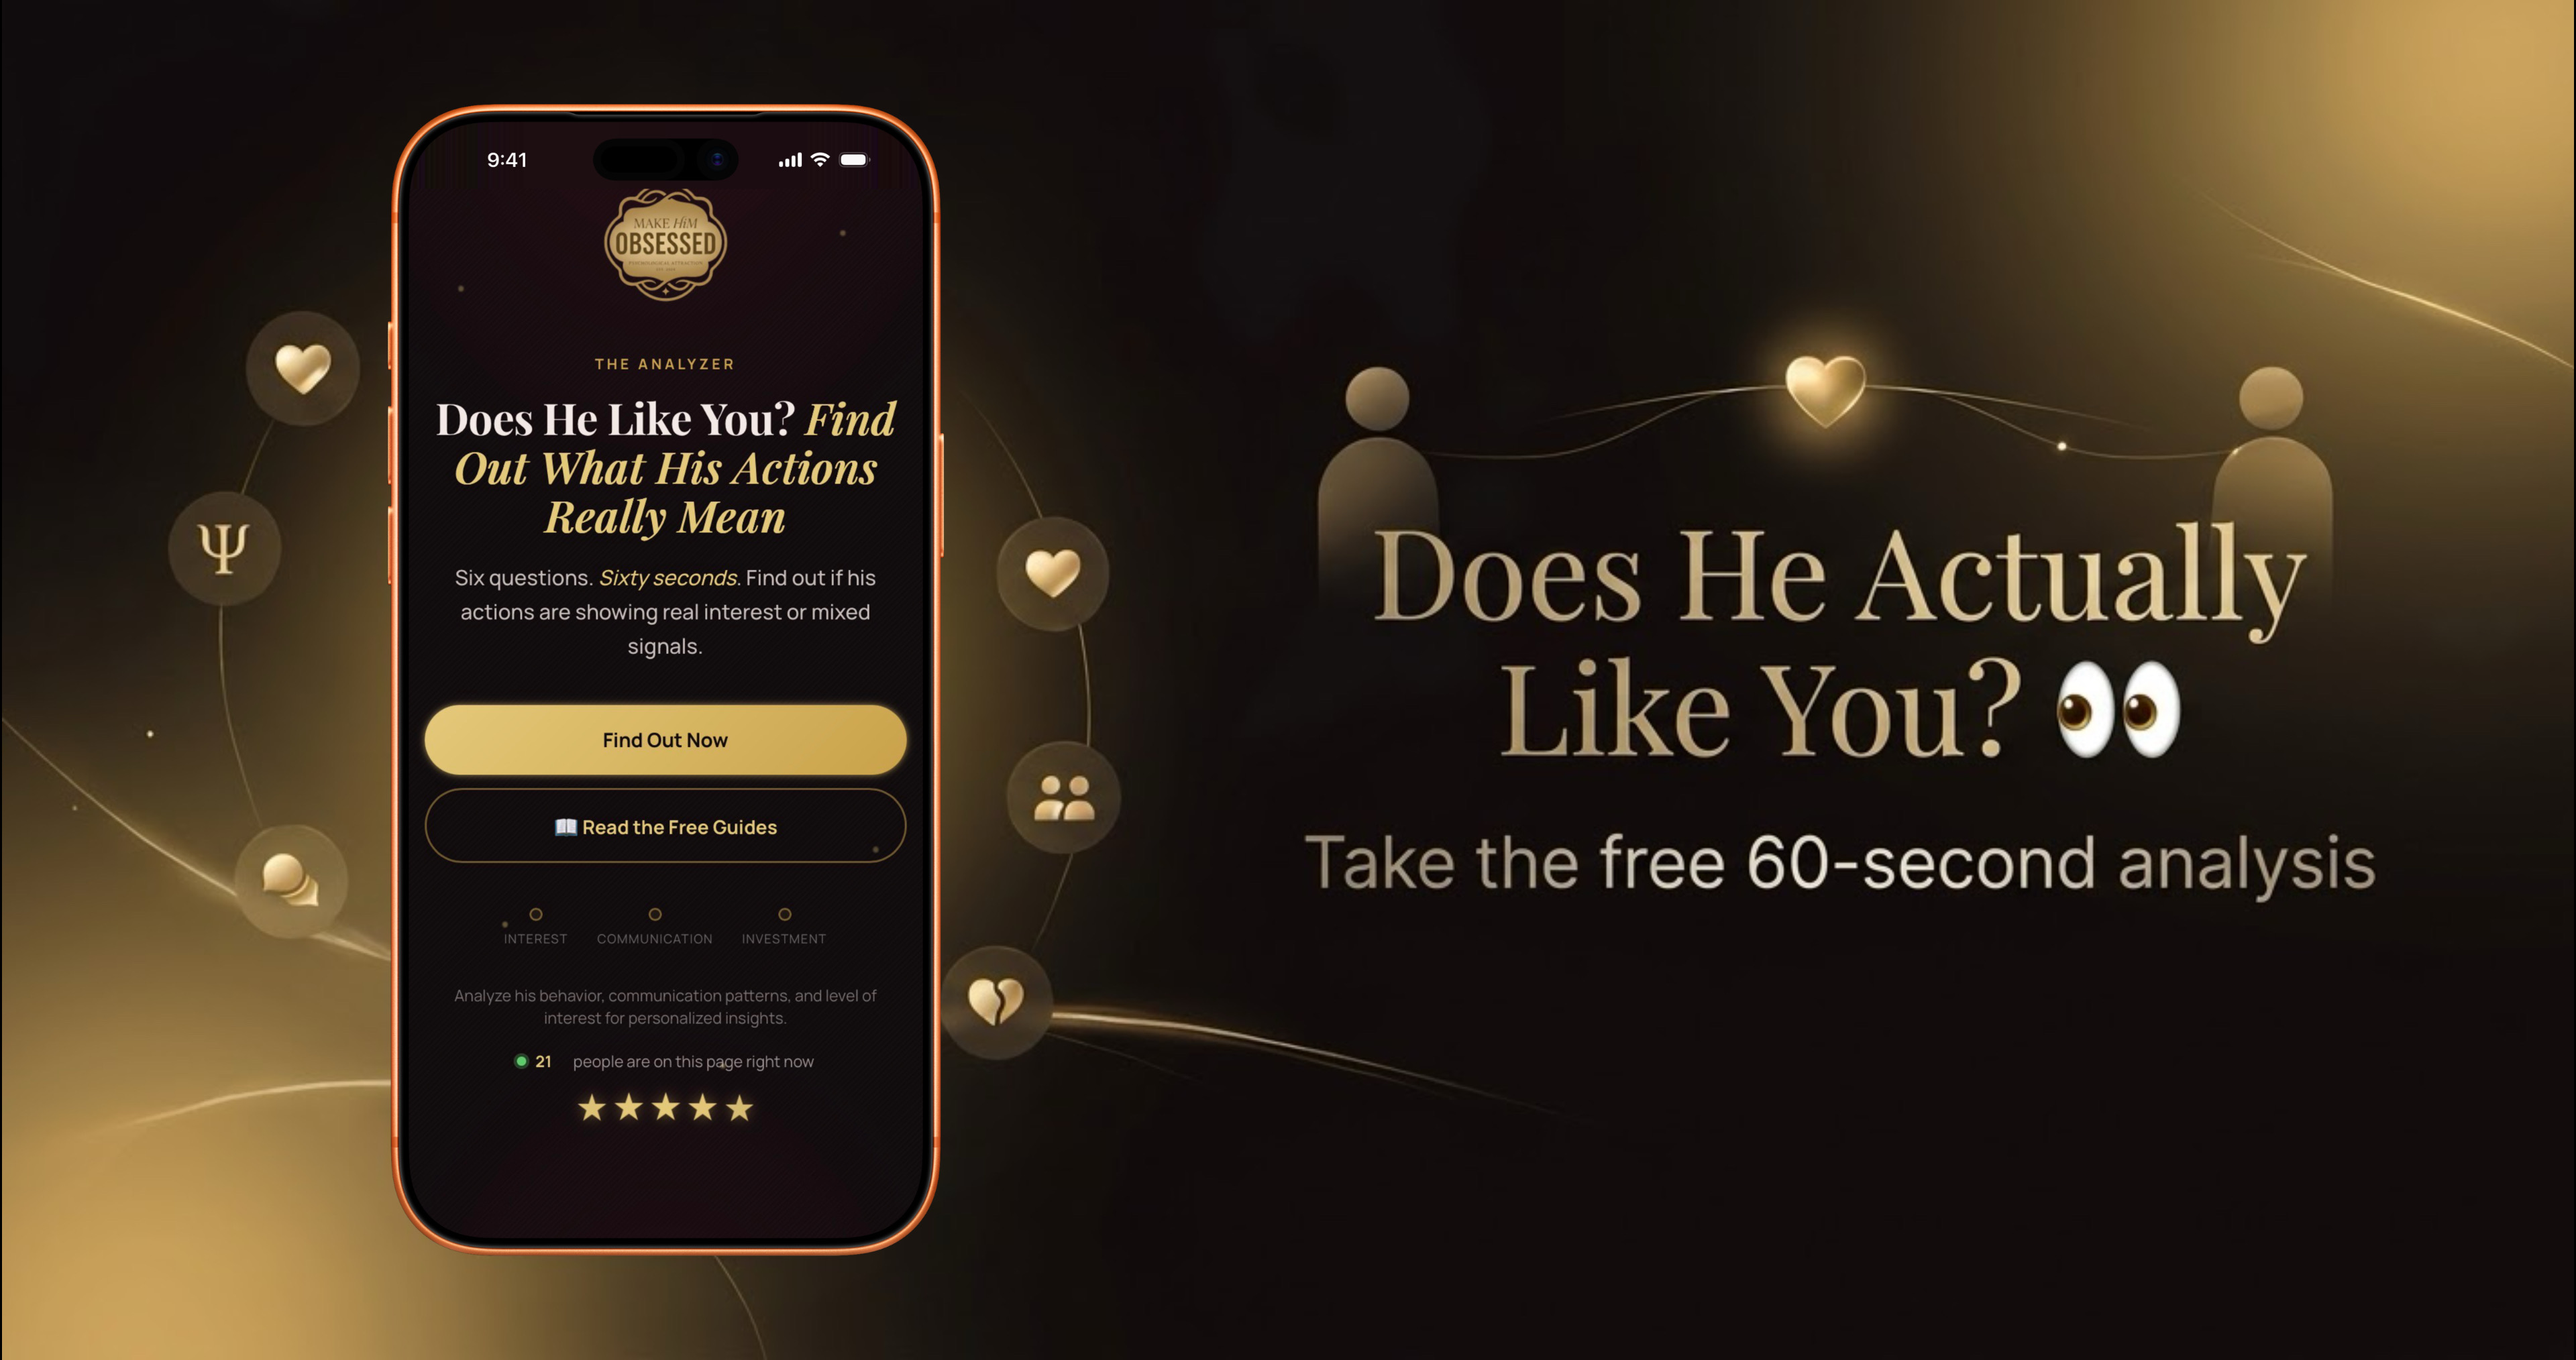 9:41
MAKE HiM
OBSESSED
THE ANALYZER
Does He Like You? Find
Out What His Actions
Really Mean
Six questions. Sixty seconds. Find out if his
actions are showing real interest or mixed
signals.
Find Out Now
📖 Read the Free Guides
INTEREST COMMUNICATION INVESTMENT
Analyze his behavior, communication patterns, and level of
interest for personalized insights.
21 people are on this page right now
★★★★★
Ψ
Does He Actually
Like You? 👀
Take the free 60-second analysis